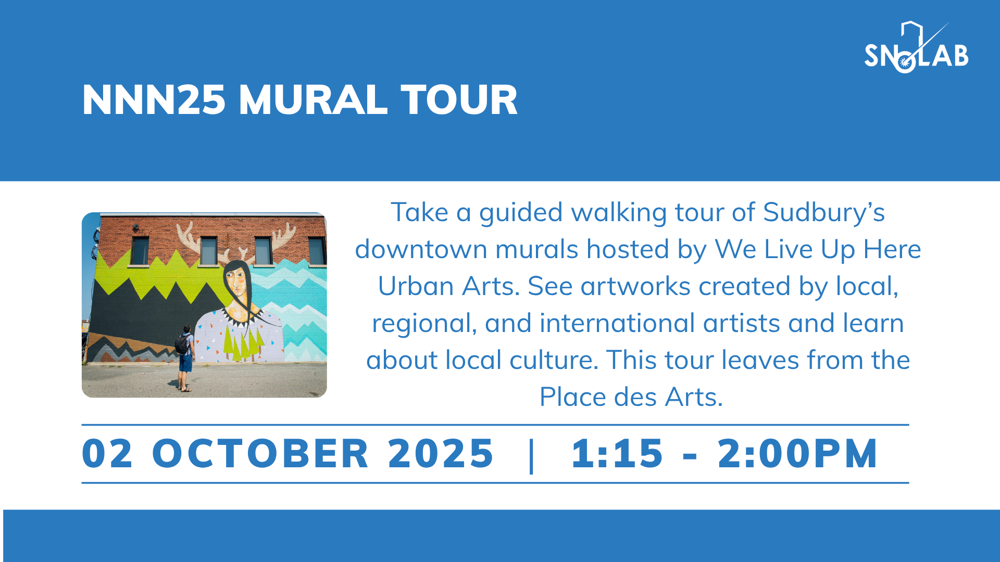 SNOLAB
NNN25 MURAL TOUR
Take a guided walking tour of Sudbury’s
downtown murals hosted by We Live Up Here
Urban Arts. See artworks created by local,
regional, and international artists and learn
about local culture. This tour leaves from the
Place des Arts.
02 OCTOBER 2025 | 1:15 - 2:00PM